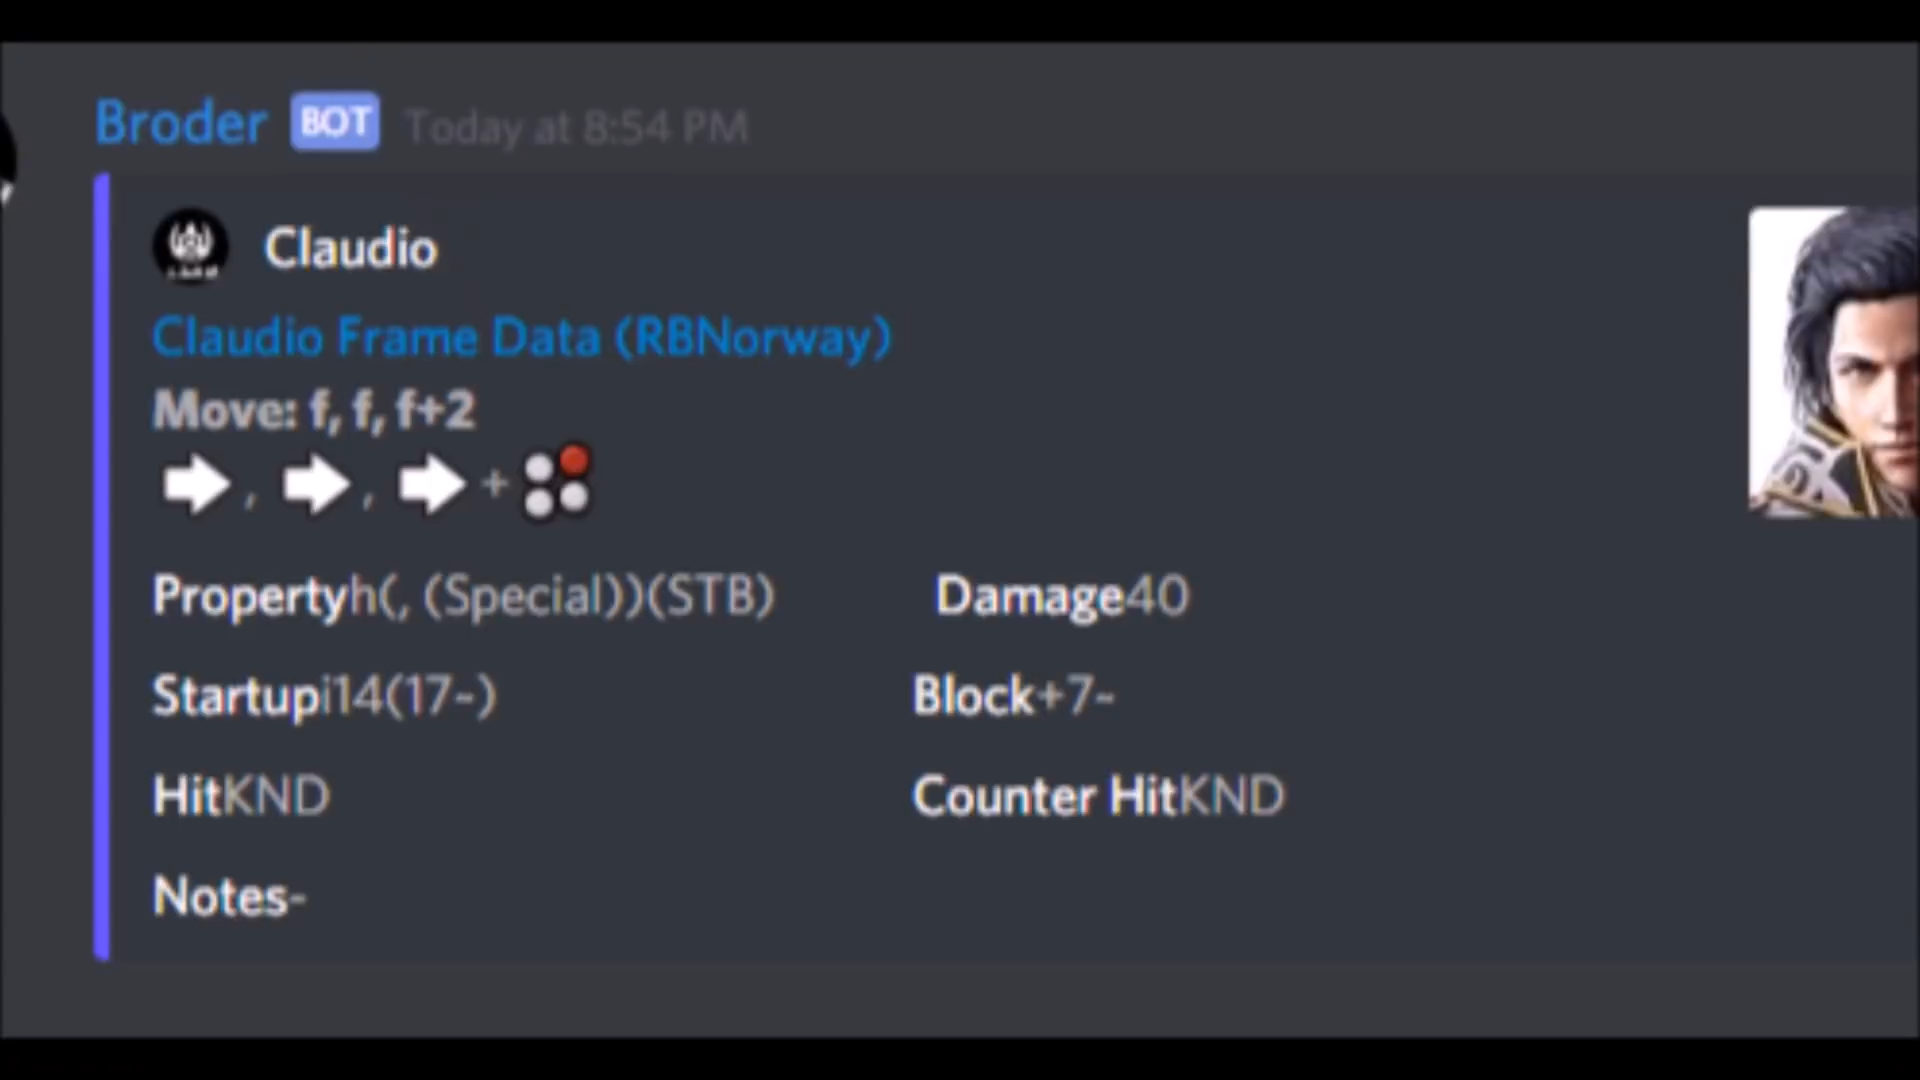 Broder BOT Today at 8:54 PM
Claudio
Claudio Frame Data (RBNorway)
Move: f, f, f+2
, , +
Propertyh(, (Special))(STB) Damage40
Startupi14(17~) Block+7~
HitKND Counter HitKND
Notes-